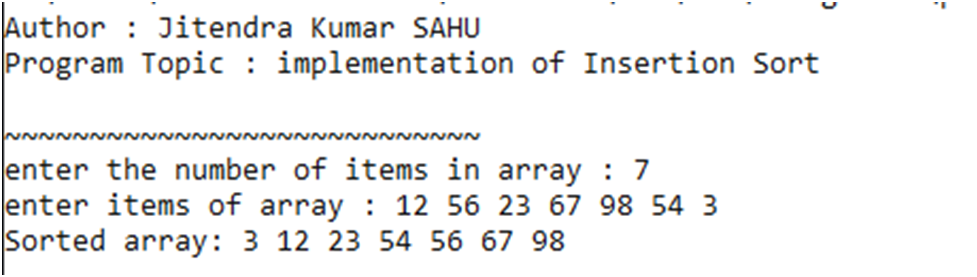 Author : Jitendra Kumar SAHU
Program Topic : implementation of Insertion Sort
~~~~~~~~~~~~~~~~~~~~~~~~~~~~
enter the number of items in array : 7
enter items of array : 12 56 23 67 98 54 3
Sorted array: 3 12 23 54 56 67 98